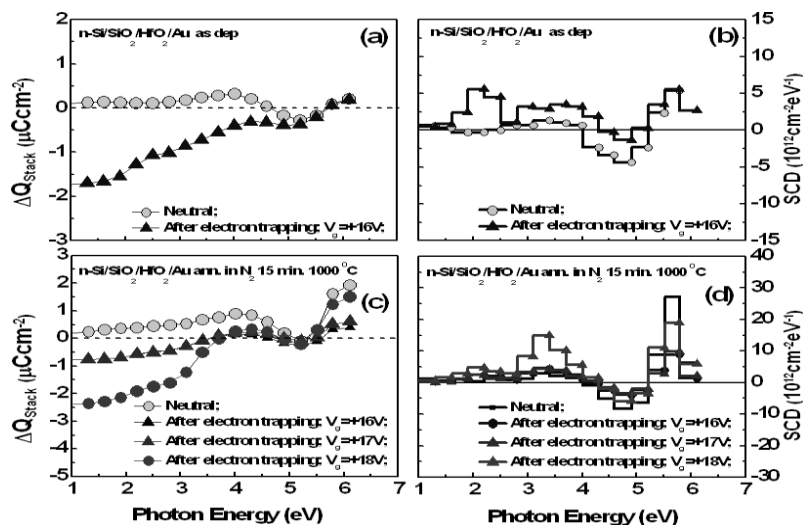 n-Si/SiO2/HfO2/Au as dep
(a)
ΔQStack (μCcm-2)
3
2
1
0
-1
-2
-3
Neutral;
After electron trapping; Vg=+16V;
n-Si/SiO2/HfO2/Au as dep
(b)
15
10
5
0
-5
-10
-15
SCD (10^12cm-2eV-1)
Neutral;
After electron trapping; Vg=+16V;
n-Si/SiO2/HfO2/Au ann. in N2 15 min. 1000 °C
(c)
ΔQStack (μCcm-2)
2
1
0
-1
-2
-3
-4
-5
Neutral;
After electron trapping; Vg=+16V;
After electron trapping; Vg=+17V;
After electron trapping; Vg=+18V;
1 2 3 4 5 6 7
Photon Energy (eV)
n-Si/SiO2/HfO2/Au ann. in N2 15 min. 1000 °C
(d)
40
30
20
10
0
-10
-20
-30
SCD (10^12cm-2eV-1)
Neutral;
After electron trapping; Vg=+16V;
After electron trapping; Vg=+17V;
After electron trapping; Vg=+18V;
1 2 3 4 5 6 7
Photon Energy (eV)